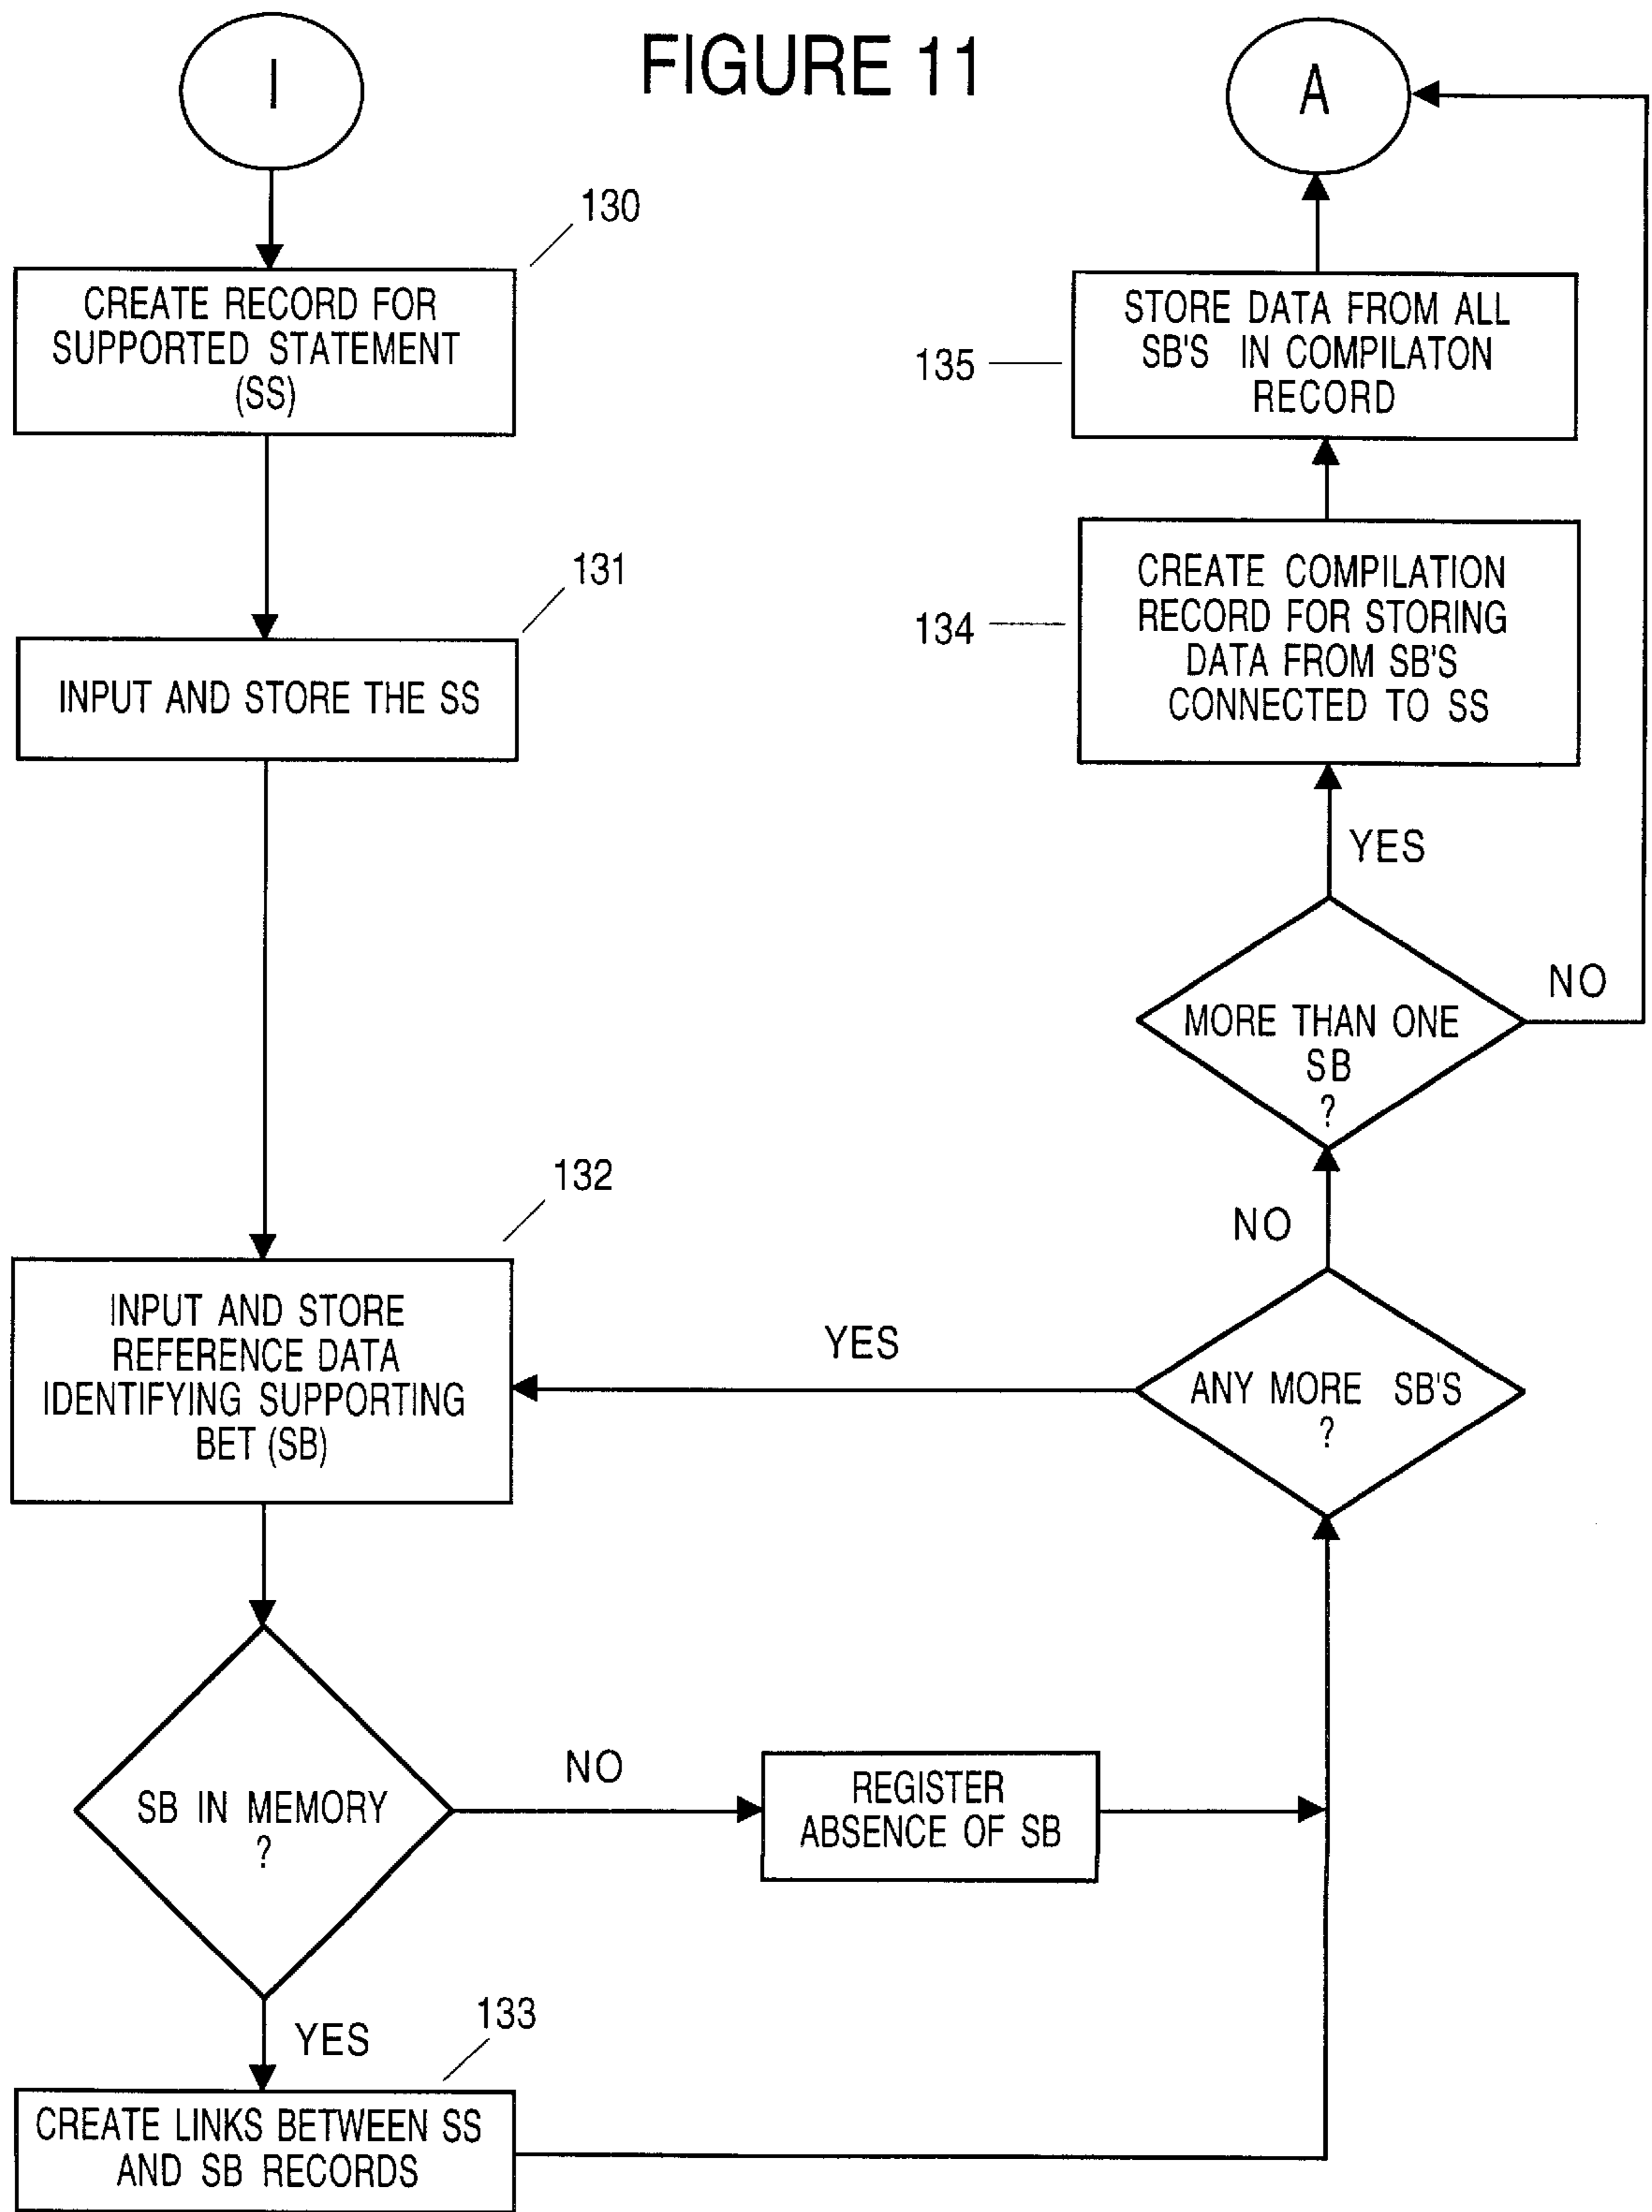 FIGURE 11
I
130
CREATE RECORD FOR
SUPPORTED STATEMENT
(SS)
131
INPUT AND STORE THE SS
132
INPUT AND STORE
REFERENCE DATA
IDENTIFYING SUPPORTING
BET (SB)
SB IN MEMORY
?
NO
REGISTER
ABSENCE OF SB
YES
133
CREATE LINKS BETWEEN SS
AND SB RECORDS
ANY MORE SB'S
?
YES
NO
MORE THAN ONE
SB
?
NO
YES
134
CREATE COMPILATION
RECORD FOR STORING
DATA FROM SB'S
CONNECTED TO SS
135
STORE DATA FROM ALL
SB'S IN COMPILATON
RECORD
A